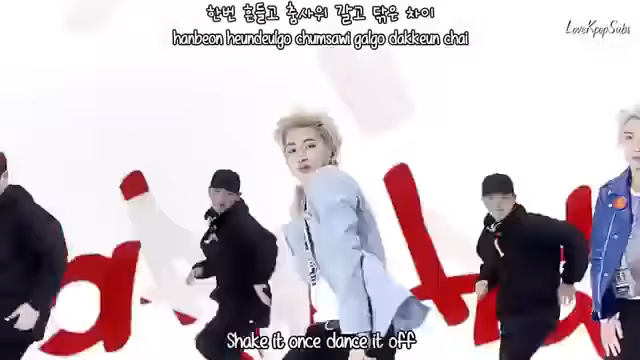 한번 흔들고 춤사위 갈고 닦은 차이
LoveKpopSubs
hanbeon heundeulgo chumsawi galgo dakkeun chai
Shake it once dance it off